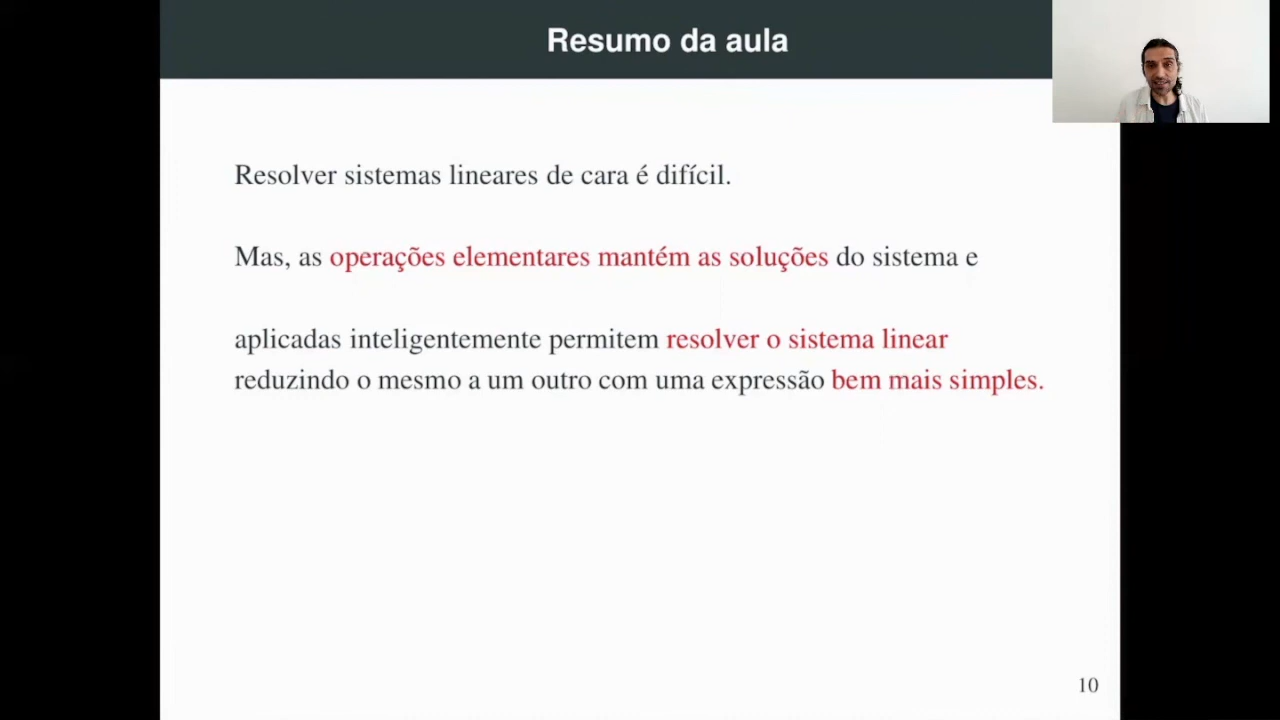 Resumo da aula
Resolver sistemas lineares de cara é difícil.
Mas, as operações elementares mantém as soluções do sistema e
aplicadas inteligentemente permitem resolver o sistema linear
reduzindo o mesmo a um outro com uma expressão bem mais simples.
10